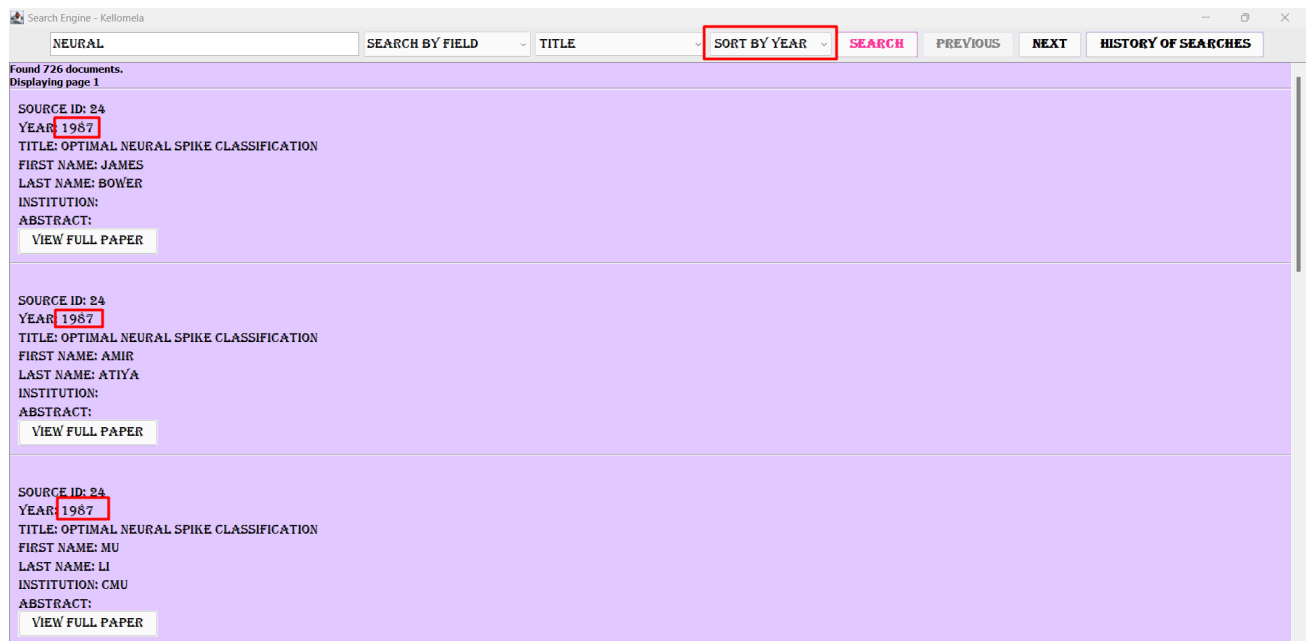 Search Engine - Kellomela
NEURAL SEARCH BY FIELD TITLE SORT BY YEAR SEARCH PREVIOUS NEXT HISTORY OF SEARCHES
Found 726 documents.
Displaying page 1
SOURCE ID: 24
YEAR: 1987
TITLE: OPTIMAL NEURAL SPIKE CLASSIFICATION
FIRST NAME: JAMES
LAST NAME: BOWER
INSTITUTION:
ABSTRACT:
VIEW FULL PAPER
SOURCE ID: 24
YEAR: 1987
TITLE: OPTIMAL NEURAL SPIKE CLASSIFICATION
FIRST NAME: AMIR
LAST NAME: ATIYA
INSTITUTION:
ABSTRACT:
VIEW FULL PAPER
SOURCE ID: 24
YEAR: 1987
TITLE: OPTIMAL NEURAL SPIKE CLASSIFICATION
FIRST NAME: MU
LAST NAME: LI
INSTITUTION: CMU
ABSTRACT:
VIEW FULL PAPER